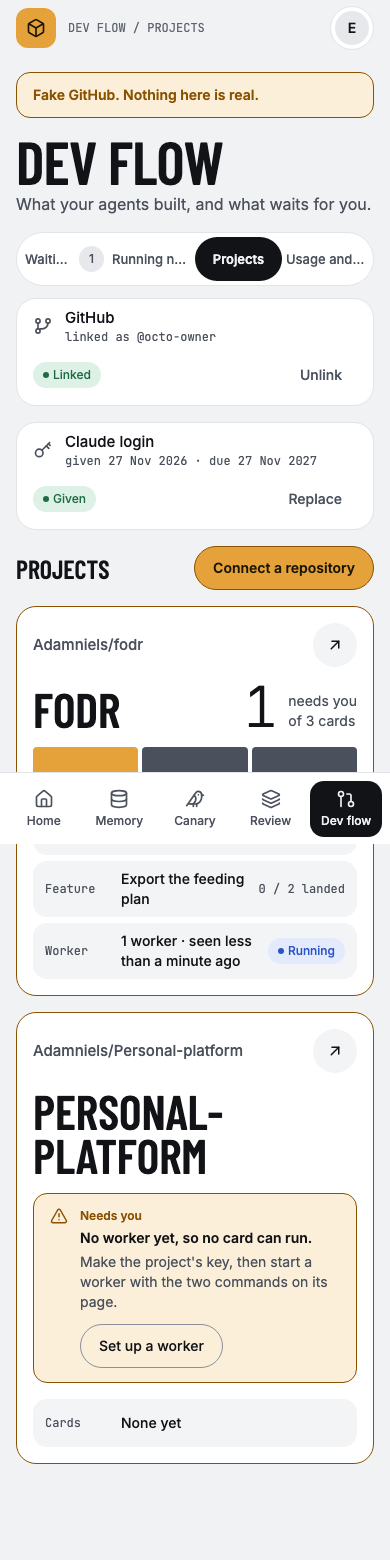 DEV FLOW / PROJECTS
E
Fake GitHub. Nothing here is real.
DEV FLOW
What your agents built, and what waits for you.
Waiti… 1 Running n… Projects Usage and…
GitHub
linked as @octo-owner
Linked Unlink
Claude login
given 27 Nov 2026 · due 27 Nov 2027
Given Replace
PROJECTS Connect a repository
Adamniels/fodr
FODR 1 needs you
of 3 cards
Home Memory Canary Review Dev flow
Feature Export the feeding
plan 0 / 2 landed
Worker 1 worker · seen less
than a minute ago Running
Adamniels/Personal-platform
PERSONAL-
PLATFORM
Needs you
No worker yet, so no card can run.
Make the project's key, then start a
worker with the two commands on its
page.
Set up a worker
Cards None yet